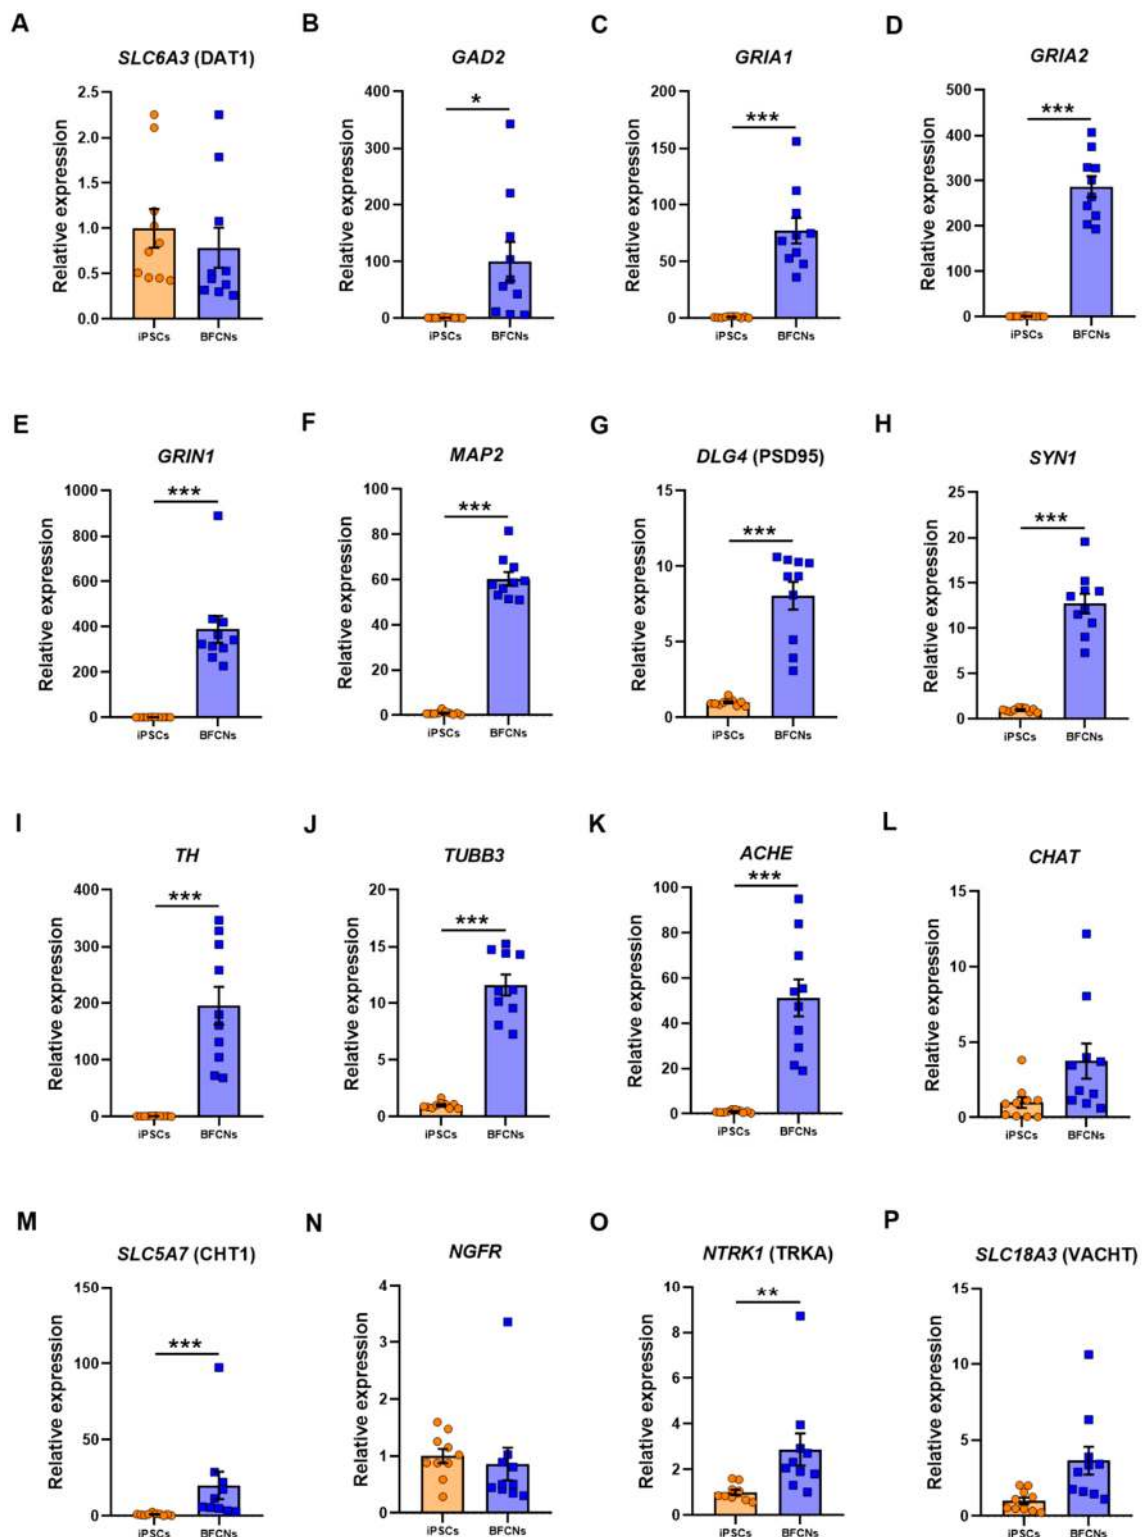 A
B
C
D
SLC6A3 (DAT1)
GAD2
GRIA1
GRIA2
Relative expression
2.5
2.0
1.5
1.0
0.5
0.0
iPSCs
BFCNs
Relative expression
400
300
200
100
0
*
iPSCs
BFCNs
Relative expression
200
150
100
50
0
***
iPSCs
BFCNs
Relative expression
500
400
300
200
100
0
***
iPSCs
BFCNs
E
F
G
H
GRIN1
MAP2
DLG4 (PSD95)
SYN1
Relative expression
1000
800
600
400
200
0
***
iPSCs
BFCNs
Relative expression
100
80
60
40
20
0
***
iPSCs
BFCNs
Relative expression
15
10
5
0
***
iPSCs
BFCNs
Relative expression
25
20
15
10
5
0
***
iPSCs
BFCNs
I
J
K
L
TH
TUBB3
ACHE
CHAT
Relative expression
400
300
200
100
0
***
iPSCs
BFCNs
Relative expression
20
15
10
5
0
***
iPSCs
BFCNs
Relative expression
100
80
60
40
20
0
***
iPSCs
BFCNs
Relative expression
15
10
5
0
iPSCs
BFCNs
M
N
O
P
SLC5A7 (CHT1)
NGFR
NTRK1 (TRKA)
SLC18A3 (VACHT)
Relative expression
150
100
50
0
***
iPSCs
BFCNs
Relative expression
4
3
2
1
0
iPSCs
BFCNs
Relative expression
10
8
6
4
2
0
**
iPSCs
BFCNs
Relative expression
15
10
5
0
iPSCs
BFCNs